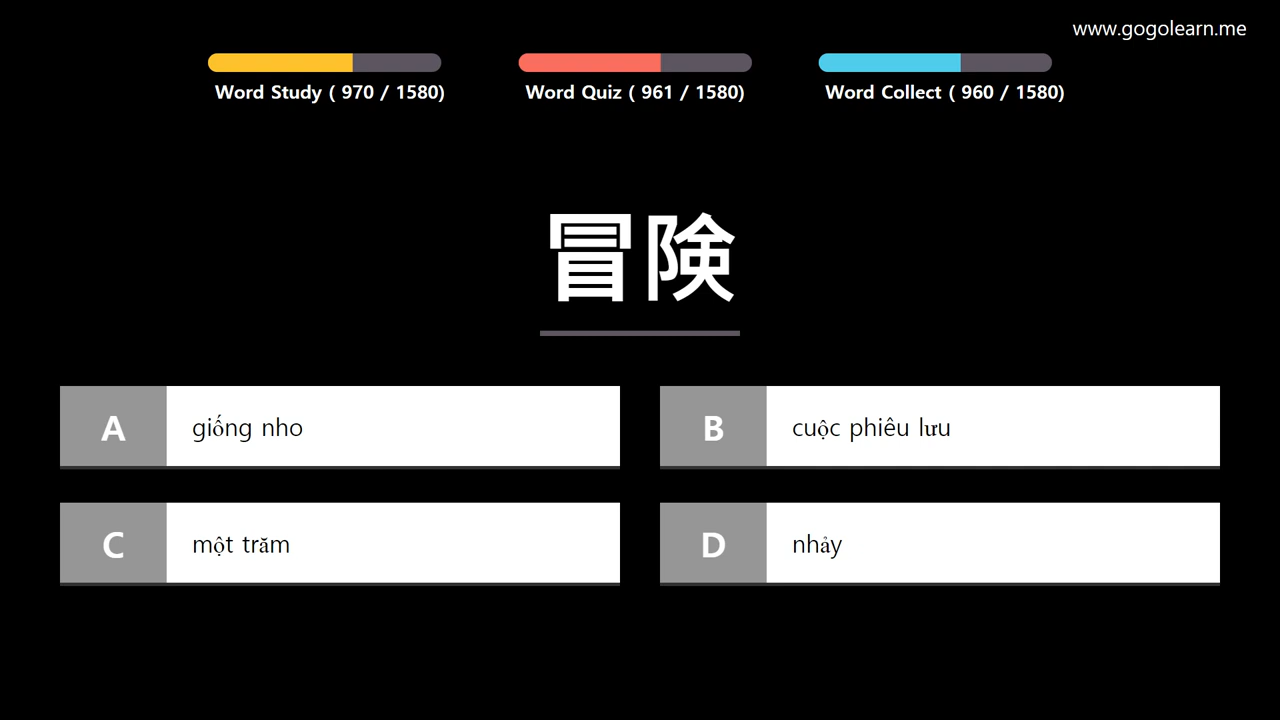 www.gogolearn.me
Word Study ( 970 / 1580)
Word Quiz ( 961 / 1580)
Word Collect ( 960 / 1580)
冒険
A giống nho
B cuộc phiêu lưu
C một trăm
D nhảy